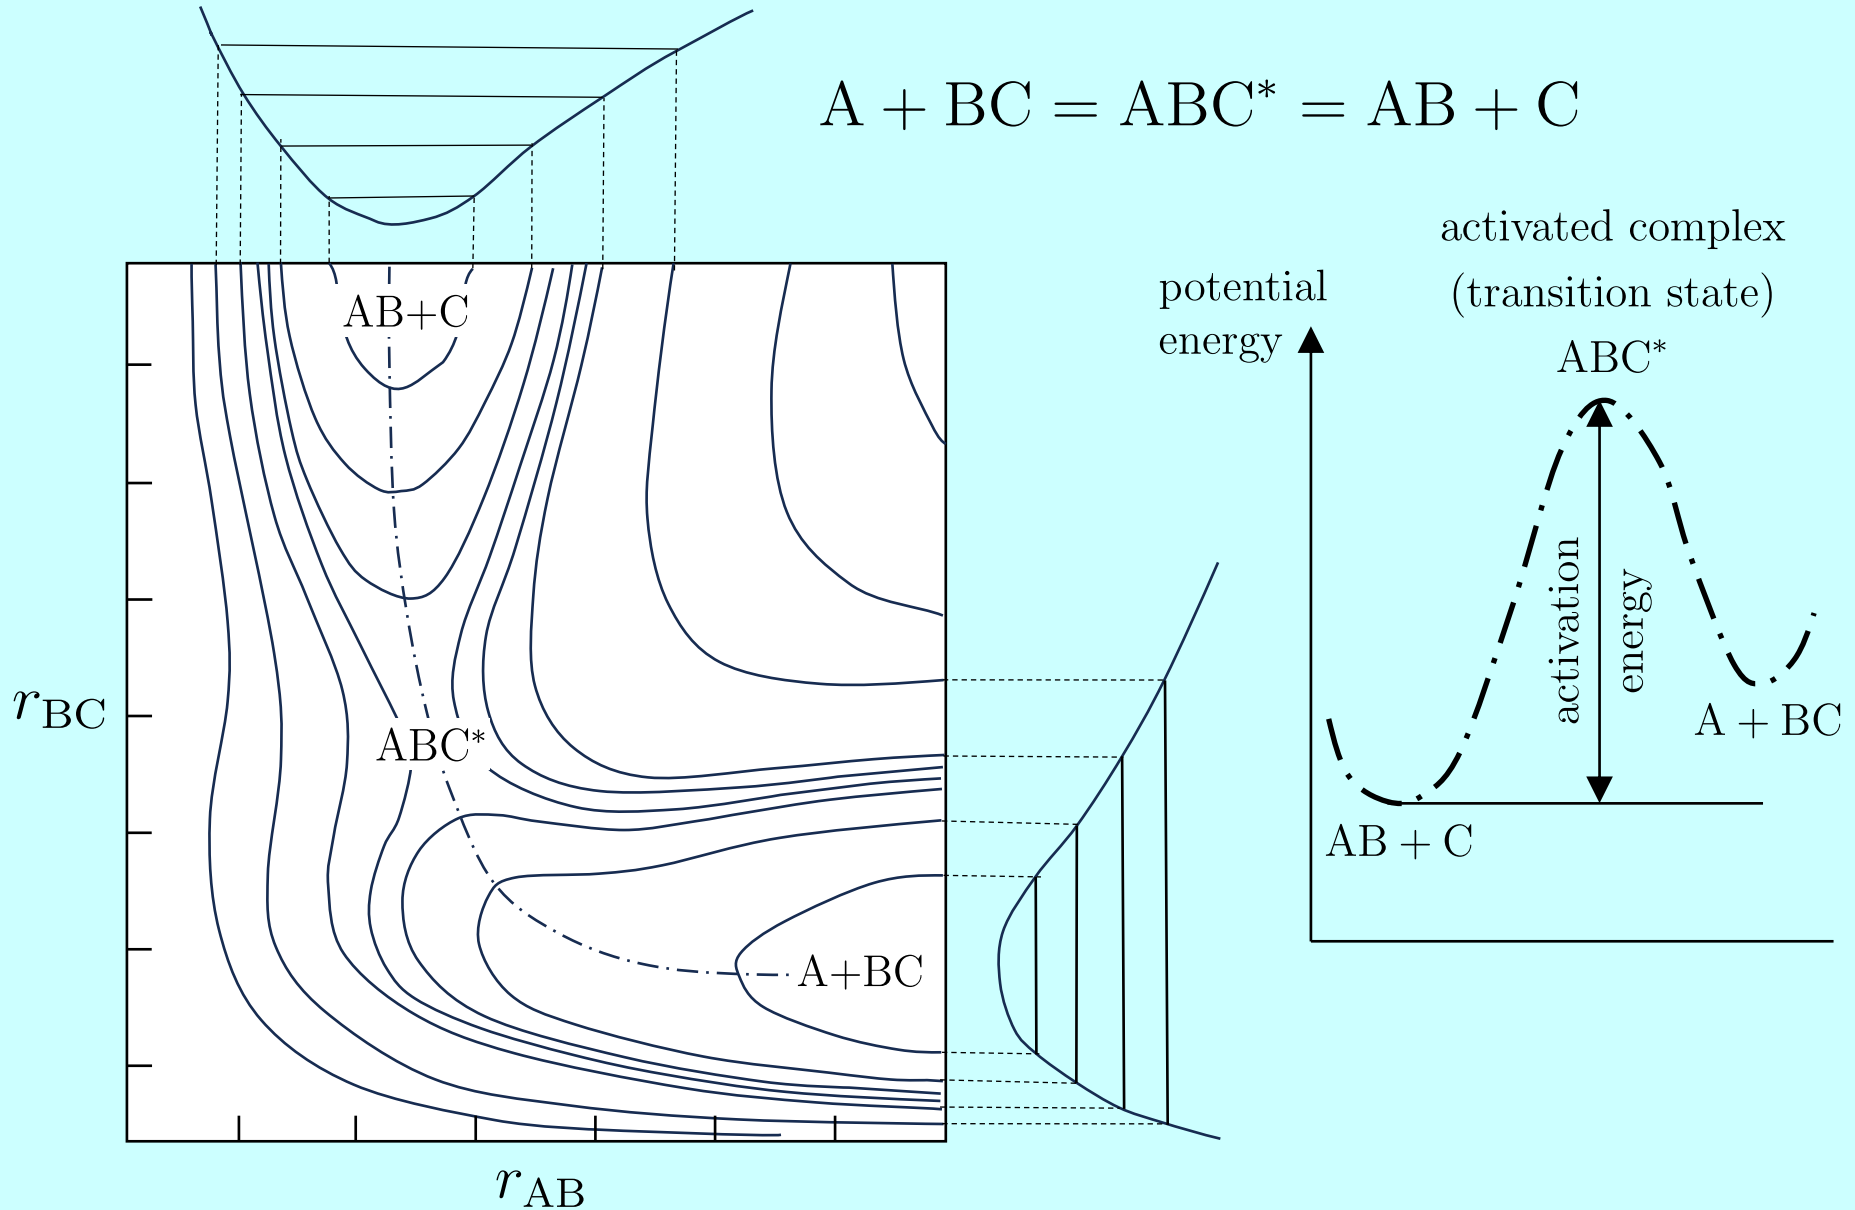 A + BC = ABC* = AB + C
activated complex
(transition state)
potential
energy
ABC*
AB+C
activation
energy
r_BC
ABC*
A + BC
AB + C
A+BC
r_AB